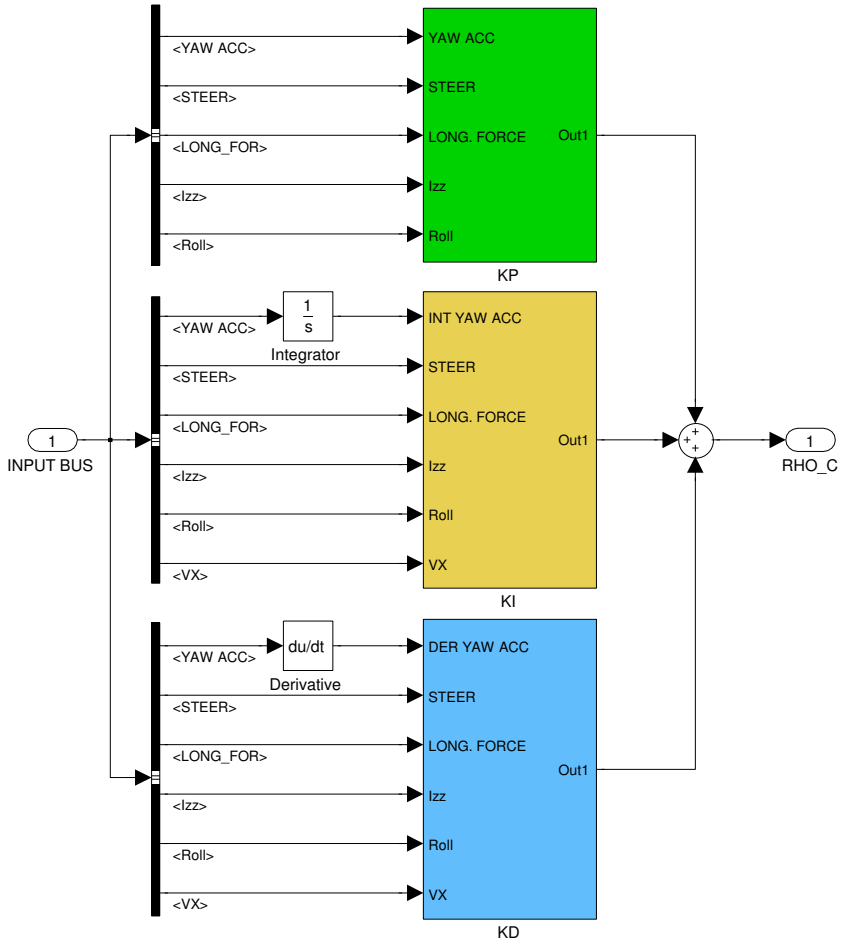 <YAW ACC>
<STEER>
<LONG_FOR>
<Izz>
<Roll>
YAW ACC
STEER
LONG. FORCE
Izz
Roll
Out1
KP
<YAW ACC>
1
s
Integrator
<STEER>
<LONG_FOR>
<Izz>
<Roll>
<VX>
INT YAW ACC
STEER
LONG. FORCE
Izz
Roll
VX
Out1
KI
1
INPUT BUS
+
+
+
1
RHO_C
<YAW ACC>
du/dt
Derivative
<STEER>
<LONG_FOR>
<Izz>
<Roll>
<VX>
DER YAW ACC
STEER
LONG. FORCE
Izz
Roll
VX
Out1
KD